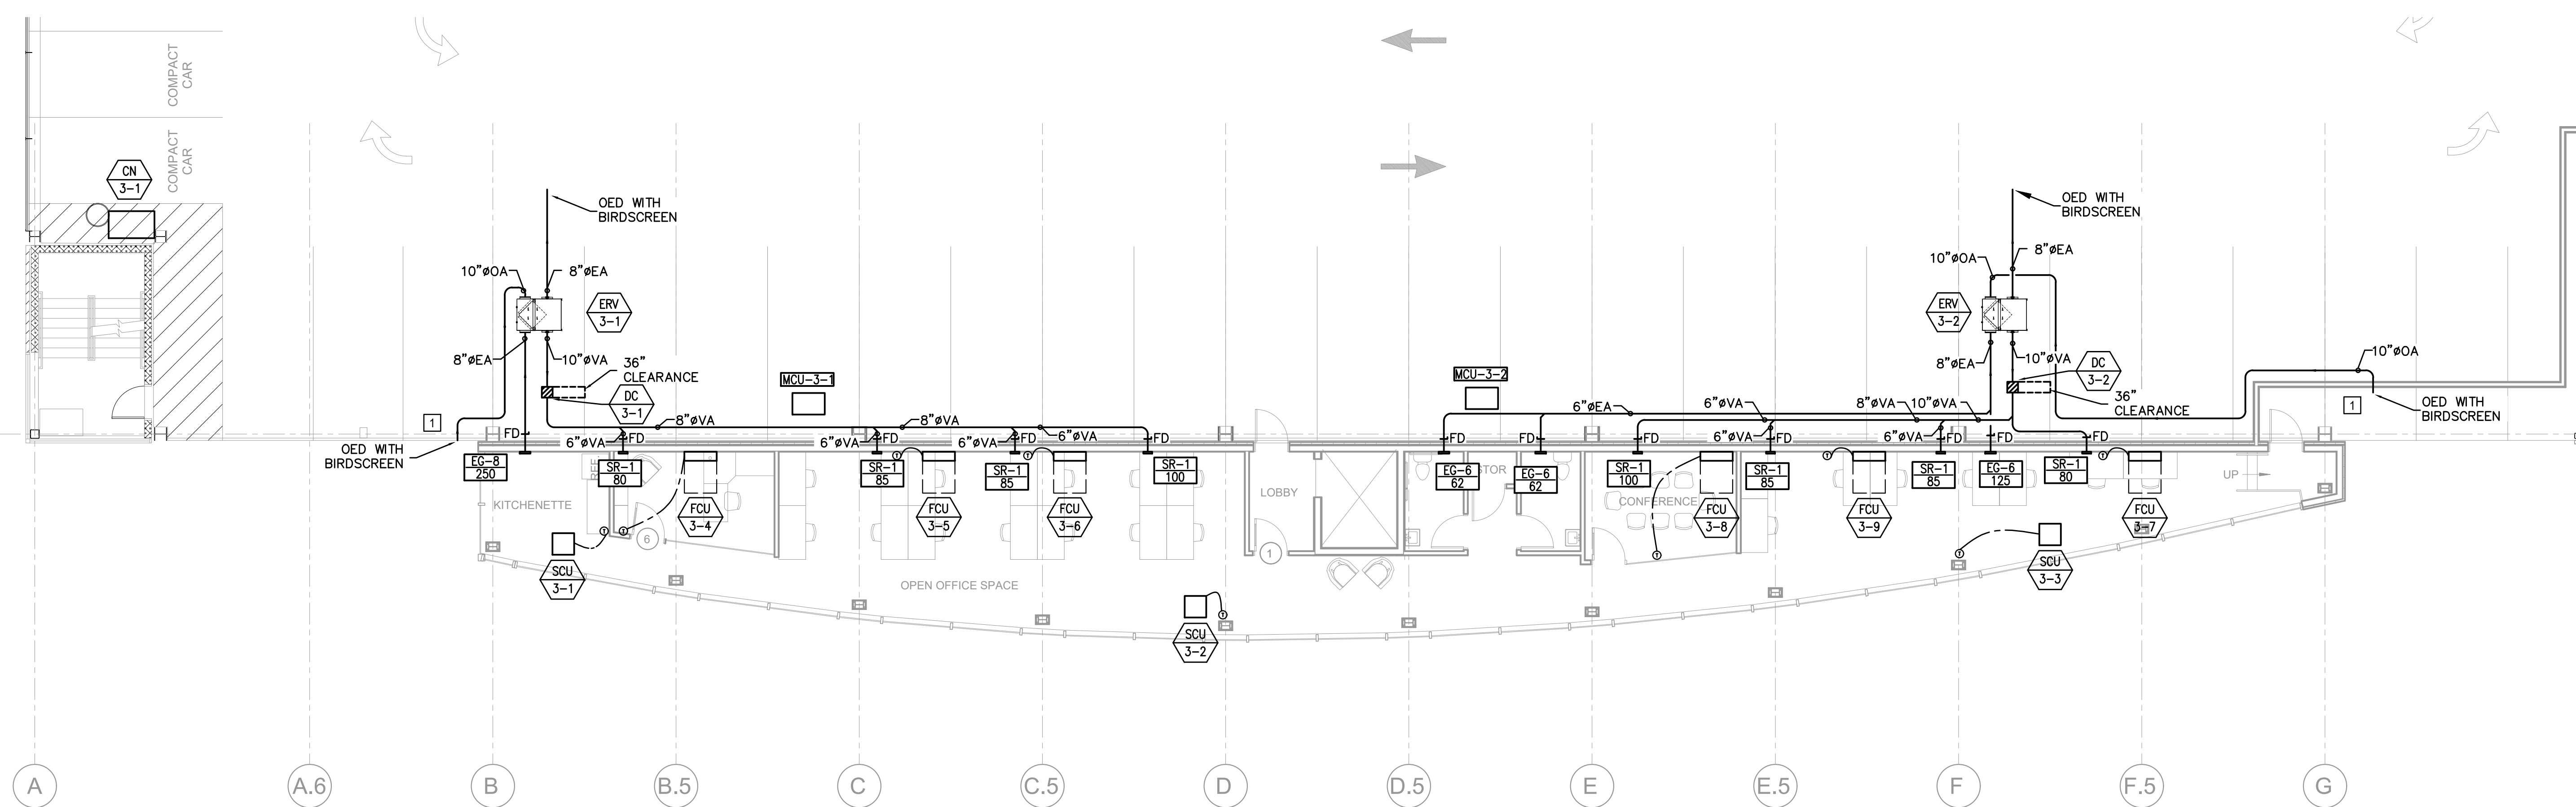 COMPACT
CAR
COMPACT
CAR
CN
3-1
OED WITH
BIRDSCREEN
OED WITH
BIRDSCREEN
10"øOA
8"øEA
ERV
3-1
8"øEA
10"øVA
36"
CLEARANCE
DC
3-1
MCU-3-1
MCU-3-2
10"øOA
8"øEA
ERV
3-2
8"øEA
10"øVA
DC
3-2
36"
CLEARANCE
10"øOA
1
OED WITH
BIRDSCREEN
1
OED WITH
BIRDSCREEN
8"øVA
8"øVA
6"øVA
6"øEA
6"øVA
8"øVA
10"øVA
FD
6"øVA
FD
6"øVA
FD
6"øVA
FD
FD
FD
FD
FD
6"øVA
FD
6"øVA
FD
FD
FD
EG-8
250
REF
SR-1
80
SR-1
85
SR-1
85
SR-1
100
EG-6
62
STOR
EG-6
62
SR-1
100
SR-1
85
SR-1
85
EG-6
125
SR-1
80
UP
KITCHENETTE
LOBBY
CONFERENCE
FCU
3-4
FCU
3-5
FCU
3-6
FCU
3-8
FCU
3-9
FCU
3-7
T
T
T
T
T
T
T
T
T
6
1
SCU
3-1
OPEN OFFICE SPACE
SCU
3-2
SCU
3-3
A
A.6
B
B.5
C
C.5
D
D.5
E
E.5
F
F.5
G